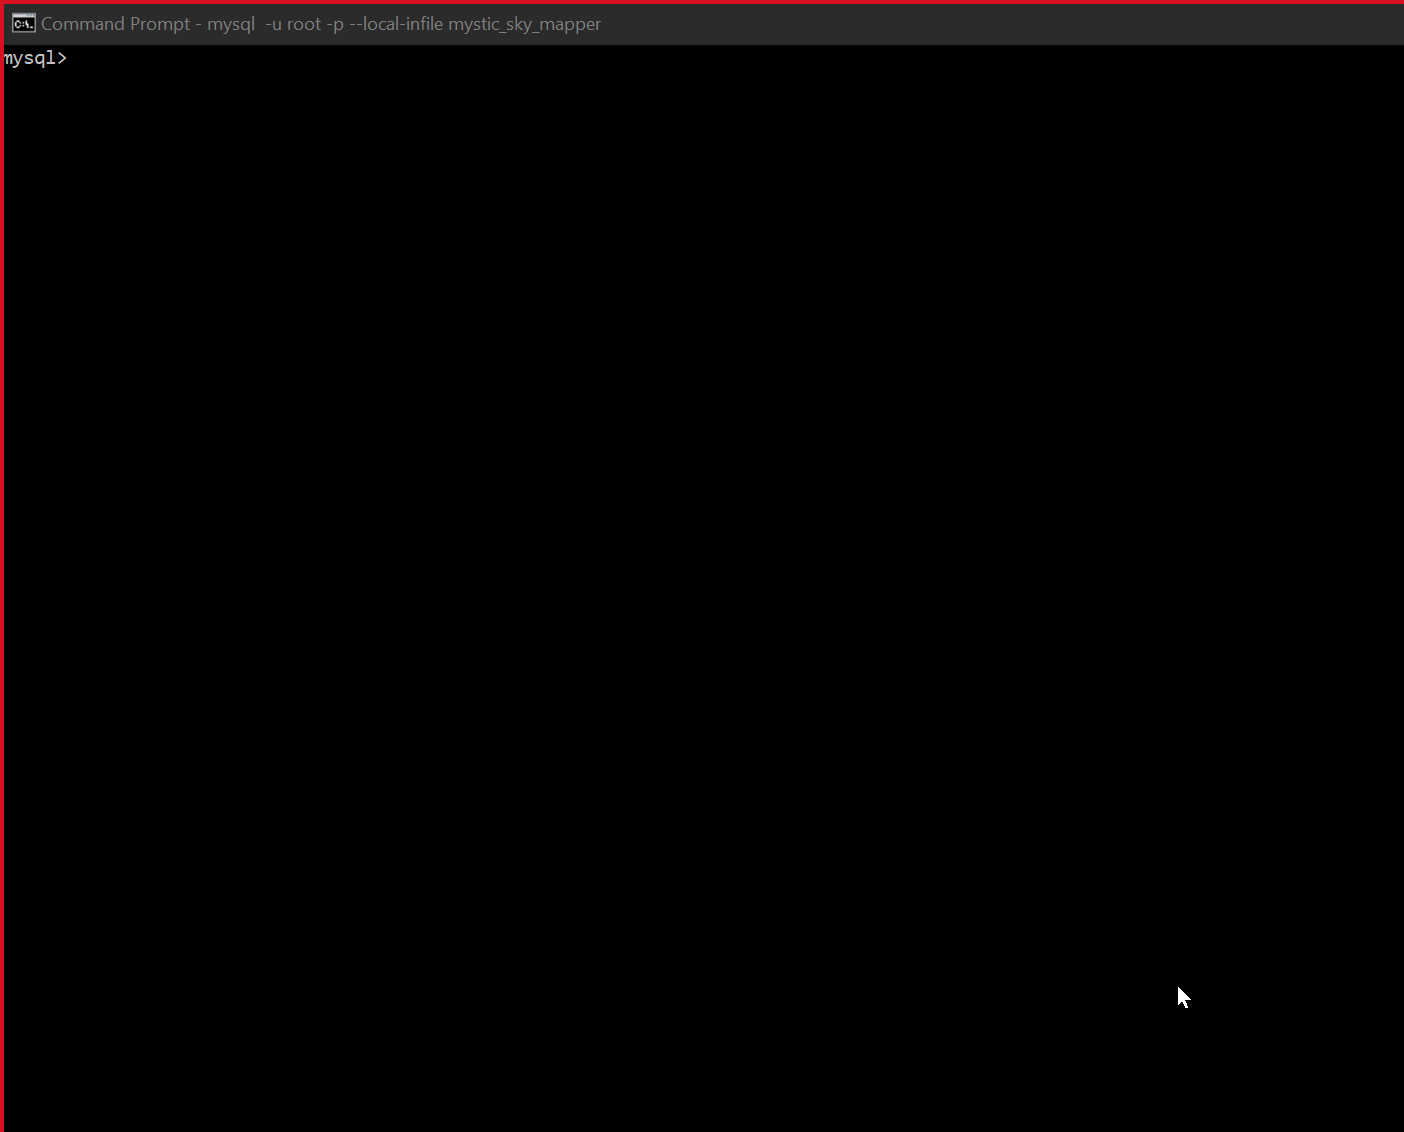 Command Prompt - mysql  -u root -p --local-infile mystic_sky_mapper
mysql>